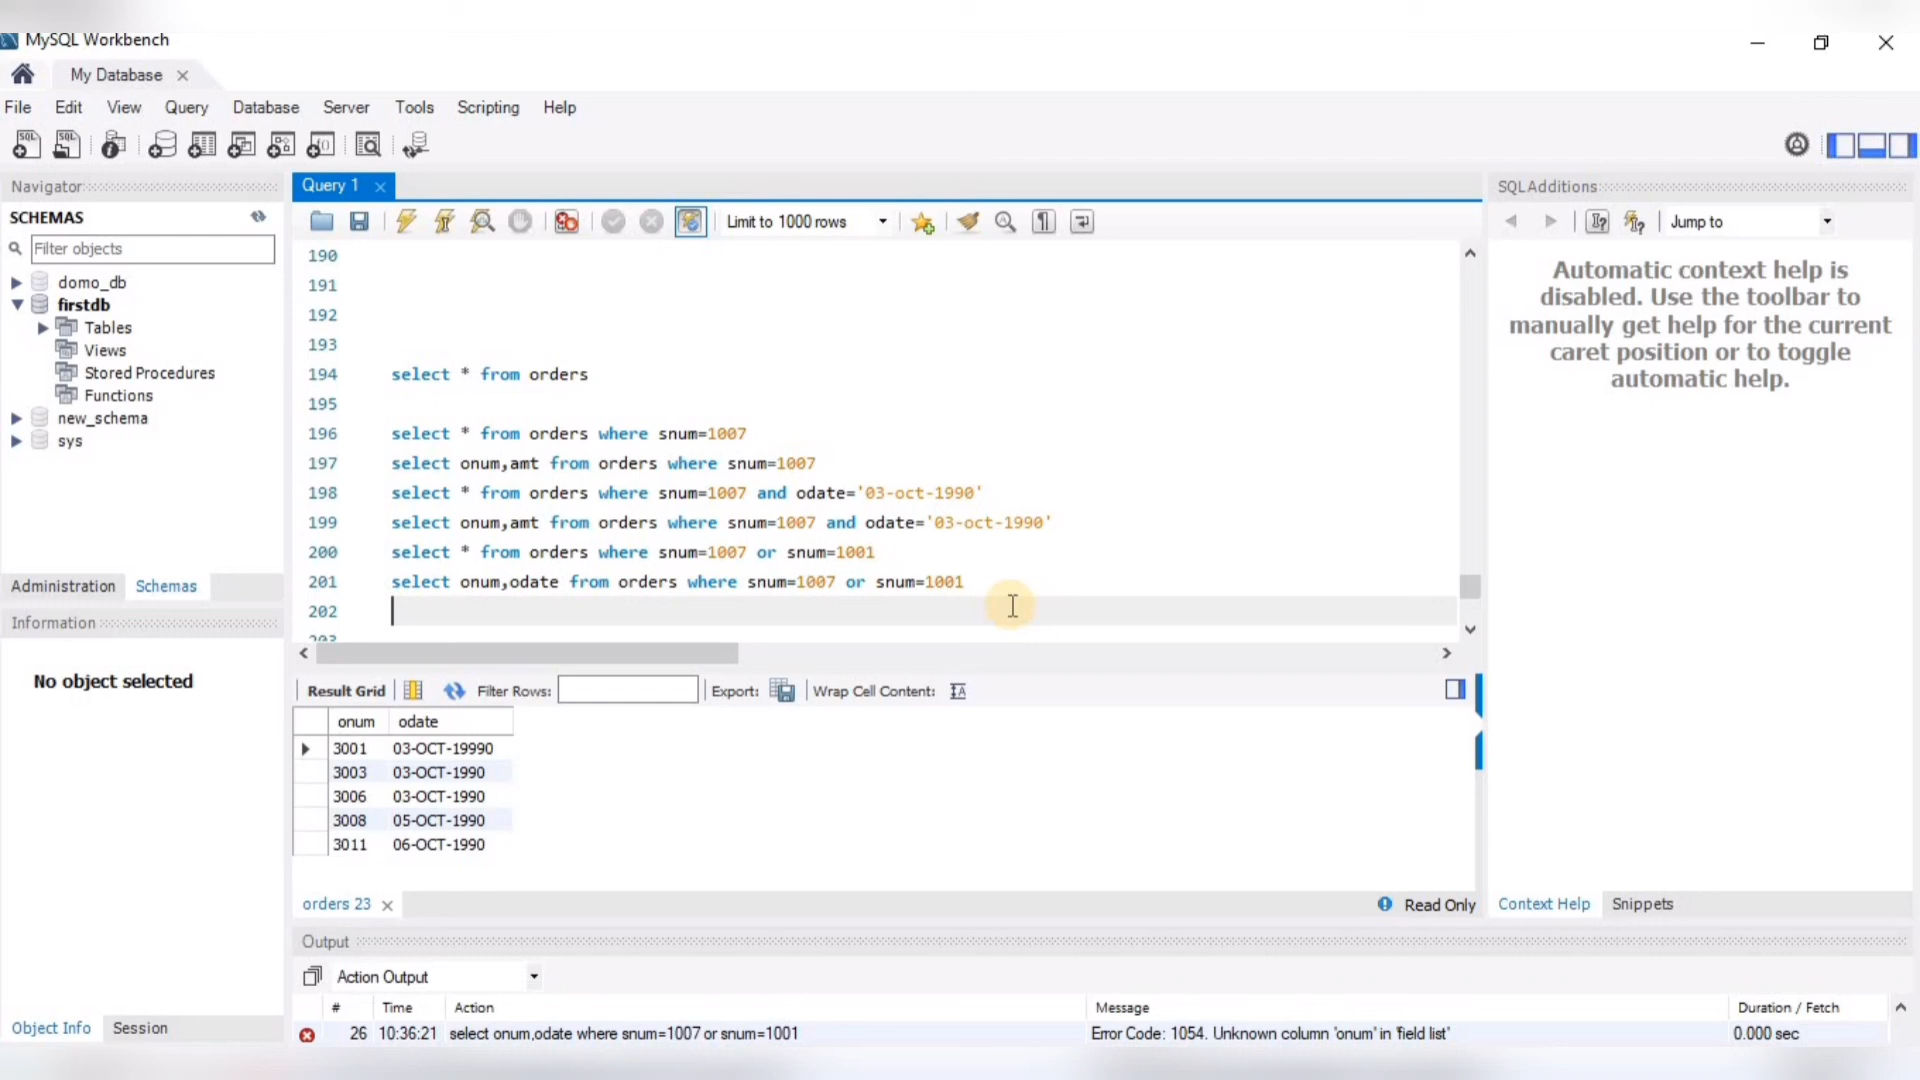 MySQL Workbench
My Database
File Edit View Query Database Server Tools Scripting Help
Navigator
SCHEMAS
Filter objects
domo_db
firstdb
Tables
Views
Stored Procedures
Functions
new_schema
sys
Administration Schemas
Information
No object selected
Object Info Session
Query 1
Limit to 1000 rows
190
191
192
193
194 select * from orders
195
196 select * from orders where snum=1007
197 select onum,amt from orders where snum=1007
198 select * from orders where snum=1007 and odate='03-oct-1990'
199 select onum,amt from orders where snum=1007 and odate='03-oct-1990'
200 select * from orders where snum=1007 or snum=1001
201 select onum,odate from orders where snum=1007 or snum=1001
202
203
Result Grid Filter Rows: Export: Wrap Cell Content:
onum odate
3001 03-OCT-19990
3003 03-OCT-1990
3006 03-OCT-1990
3008 05-OCT-1990
3011 06-OCT-1990
orders 23 Read Only
SQLAdditions
Jump to
Automatic context help is
disabled. Use the toolbar to
manually get help for the current
caret position or to toggle
automatic help.
Context Help Snippets
Output
Action Output
# Time Action Message Duration / Fetch
26 10:36:21 select onum,odate where snum=1007 or snum=1001 Error Code: 1054. Unknown column 'onum' in 'field list' 0.000 sec